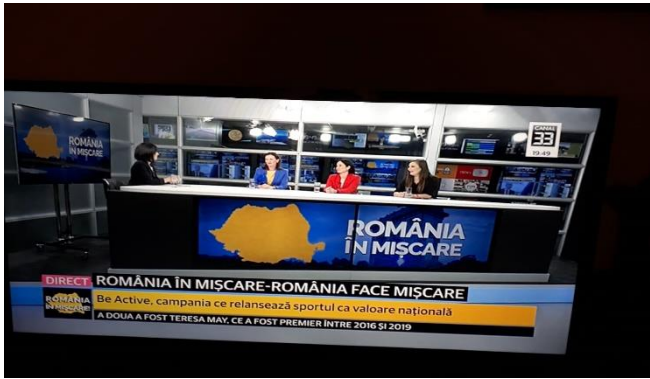 ROMÂNIA
ÎN MIȘCARE
CANAL
33
19:49
ROMÂNIA
ÎN MIȘCARE
DIRECT
ROMÂNIA ÎN MIȘCARE-ROMÂNIA FACE MIȘCARE
ROMÂNIA
ÎN MIȘCARE!
Be Active, campania ce relansează sportul ca valoare națională
A DOUA A FOST TERESA MAY, CE A FOST PREMIER ÎNTRE 2016 ȘI 2019